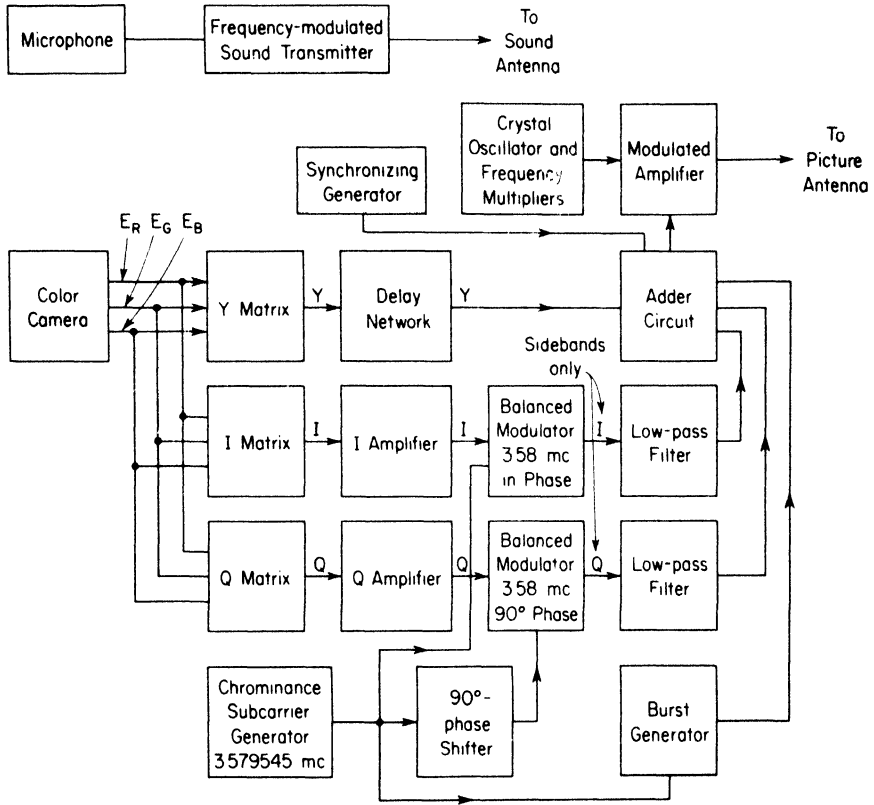 Microphone
Frequency-modulated
Sound Transmitter
To
Sound
Antenna
Crystal
Oscillator and
Frequency
Multipliers
Modulated
Amplifier
To
Picture
Antenna
Synchronizing
Generator
E_R E_G E_B
Color
Camera
Y Matrix
Y
Delay
Network
Y
Adder
Circuit
Sidebands
only
I Matrix
I
I Amplifier
I
Balanced
Modulator
3.58 mc
in Phase
I
Low-pass
Filter
Q Matrix
Q
Q Amplifier
Q
Balanced
Modulator
3.58 mc
90° Phase
Q
Low-pass
Filter
Chrominance
Subcarrier
Generator
3.579545 mc
90°-
phase
Shifter
Burst
Generator